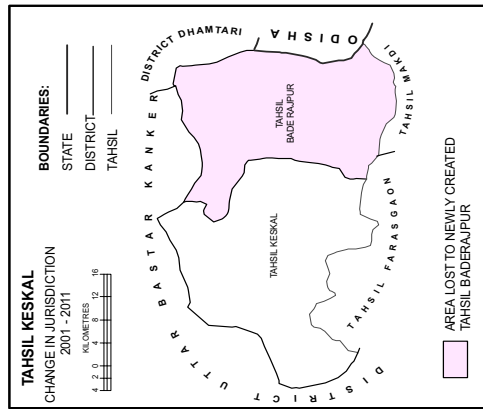 TAHSIL KESKAL
CHANGE IN JURISDICTION
2001 - 2011
KILOMETRES
4 2 0 4 8 12 16
BOUNDARIES:
STATE
DISTRICT
TAHSIL
DISTRICT UTTAR BASTAR KANKER
DISTRICT DHAMTARI
ODISHA
TAHSIL MAKDI
TAHSIL FARASGAON
TAHSIL KESKAL
TAHSIL
BADE RAJPUR
AREA LOST TO NEWLY CREATED
TAHSIL BADERAJPUR